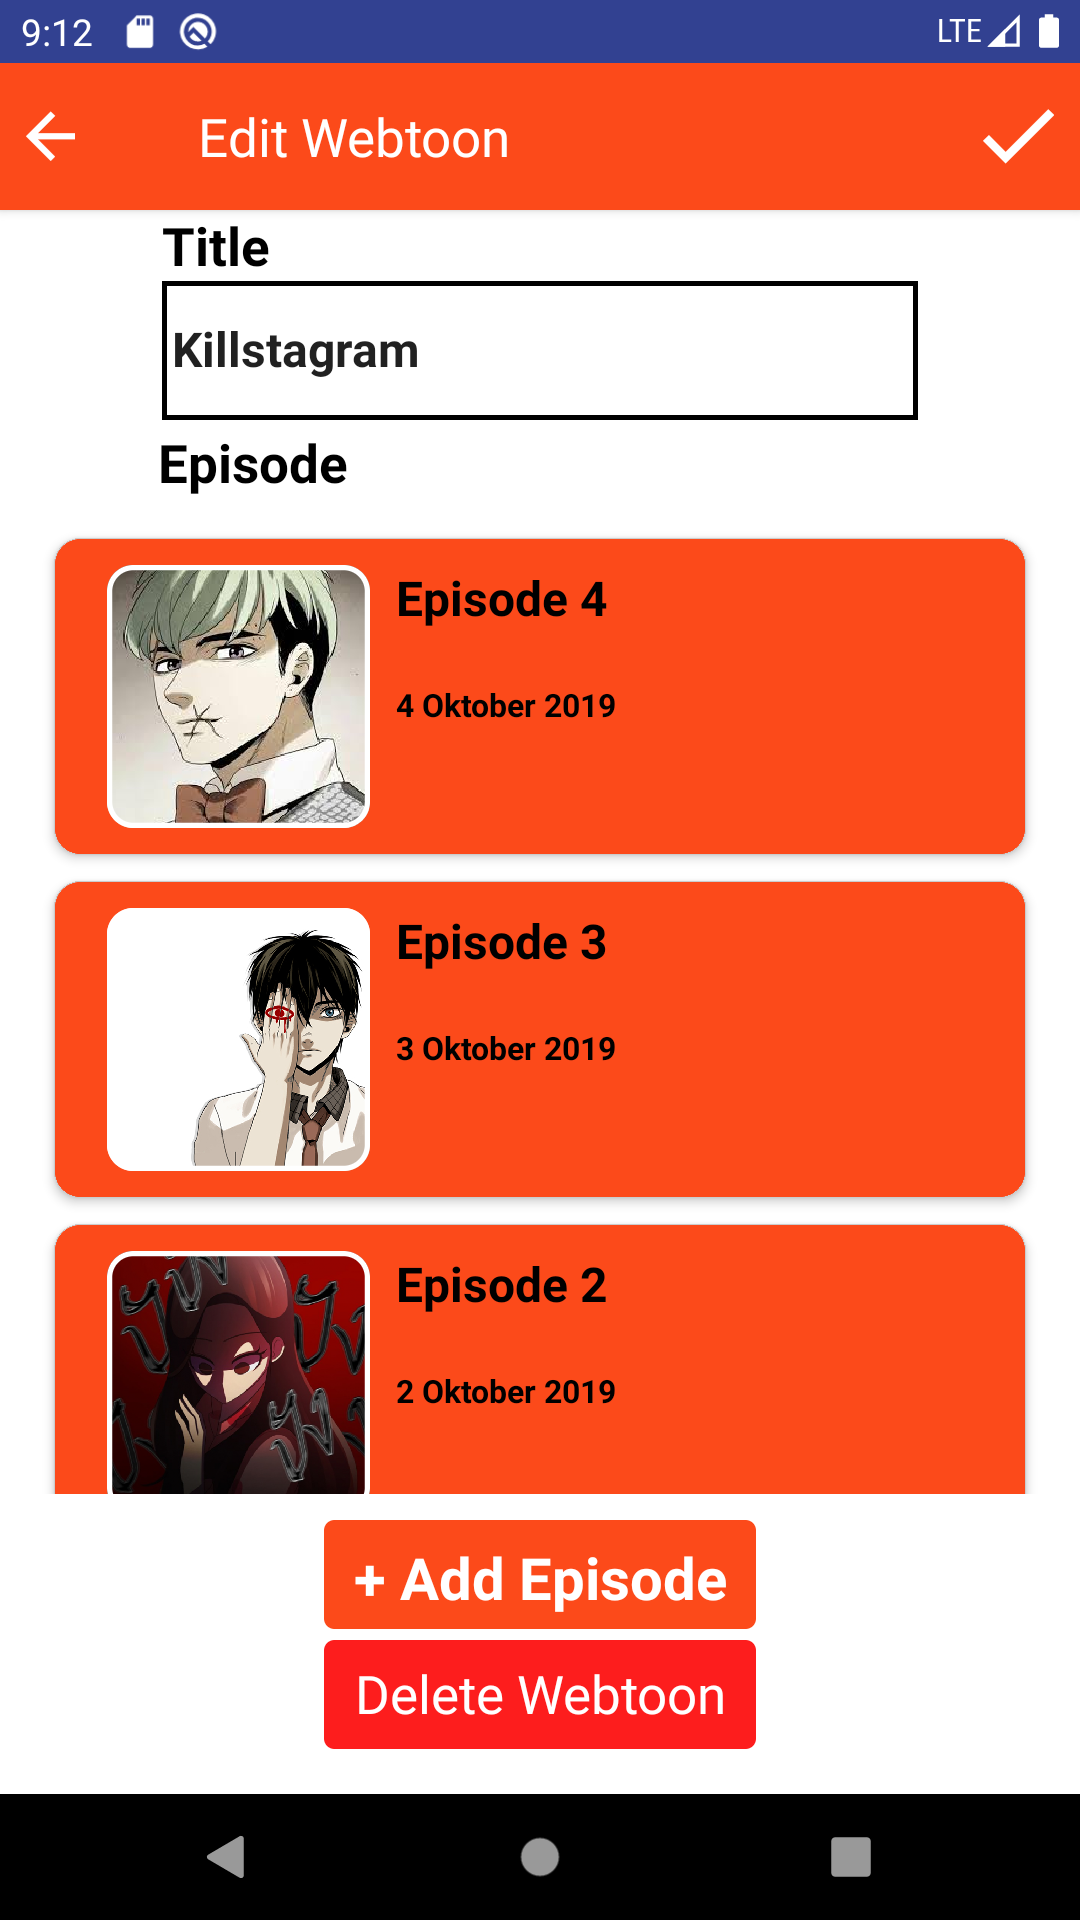 9:12 LTE
Edit Webtoon
Title
Killstagram
Episode
Episode 4
4 Oktober 2019
Episode 3
3 Oktober 2019
Episode 2
2 Oktober 2019
+ Add Episode
Delete Webtoon